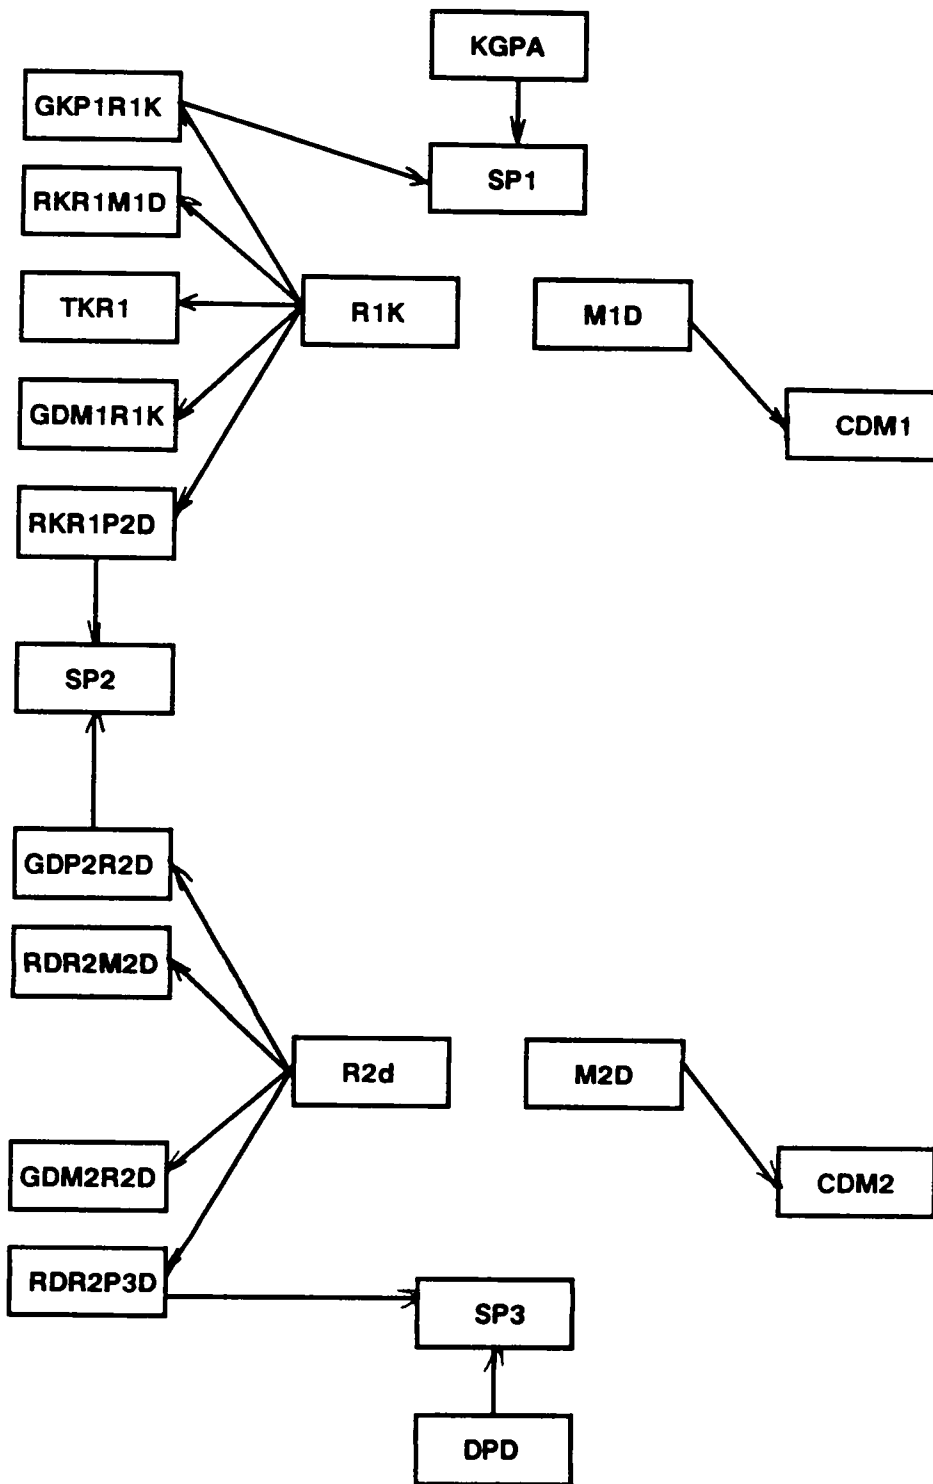 KGPA
GKP1R1K
SP1
RKR1M1D
TKR1
R1K
M1D
GDM1R1K
CDM1
RKR1P2D
SP2
GDP2R2D
RDR2M2D
R2d
M2D
GDM2R2D
CDM2
RDR2P3D
SP3
DPD